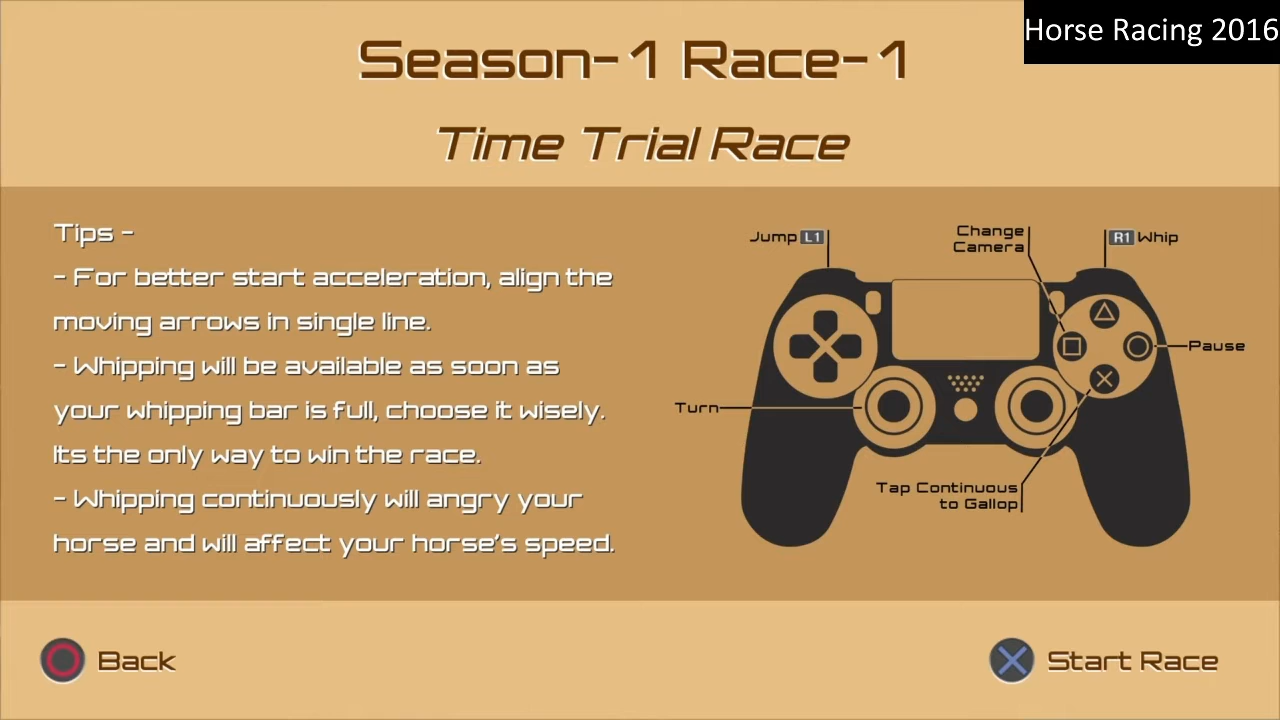 Horse Racing 2016
Season-1 Race-1
Time Trial Race
Tips -
- For better start acceleration, align the
moving arrows in single line.
- Whipping will be available as soon as
your whipping bar is full, choose it wisely.
Its the only way to win the race.
- Whipping continuously will angry your
horse and will affect your horse's speed.
Jump L1
Change
Camera
R1 Whip
Pause
Turn
Tap Continuous
to Gallop
Back
Start Race